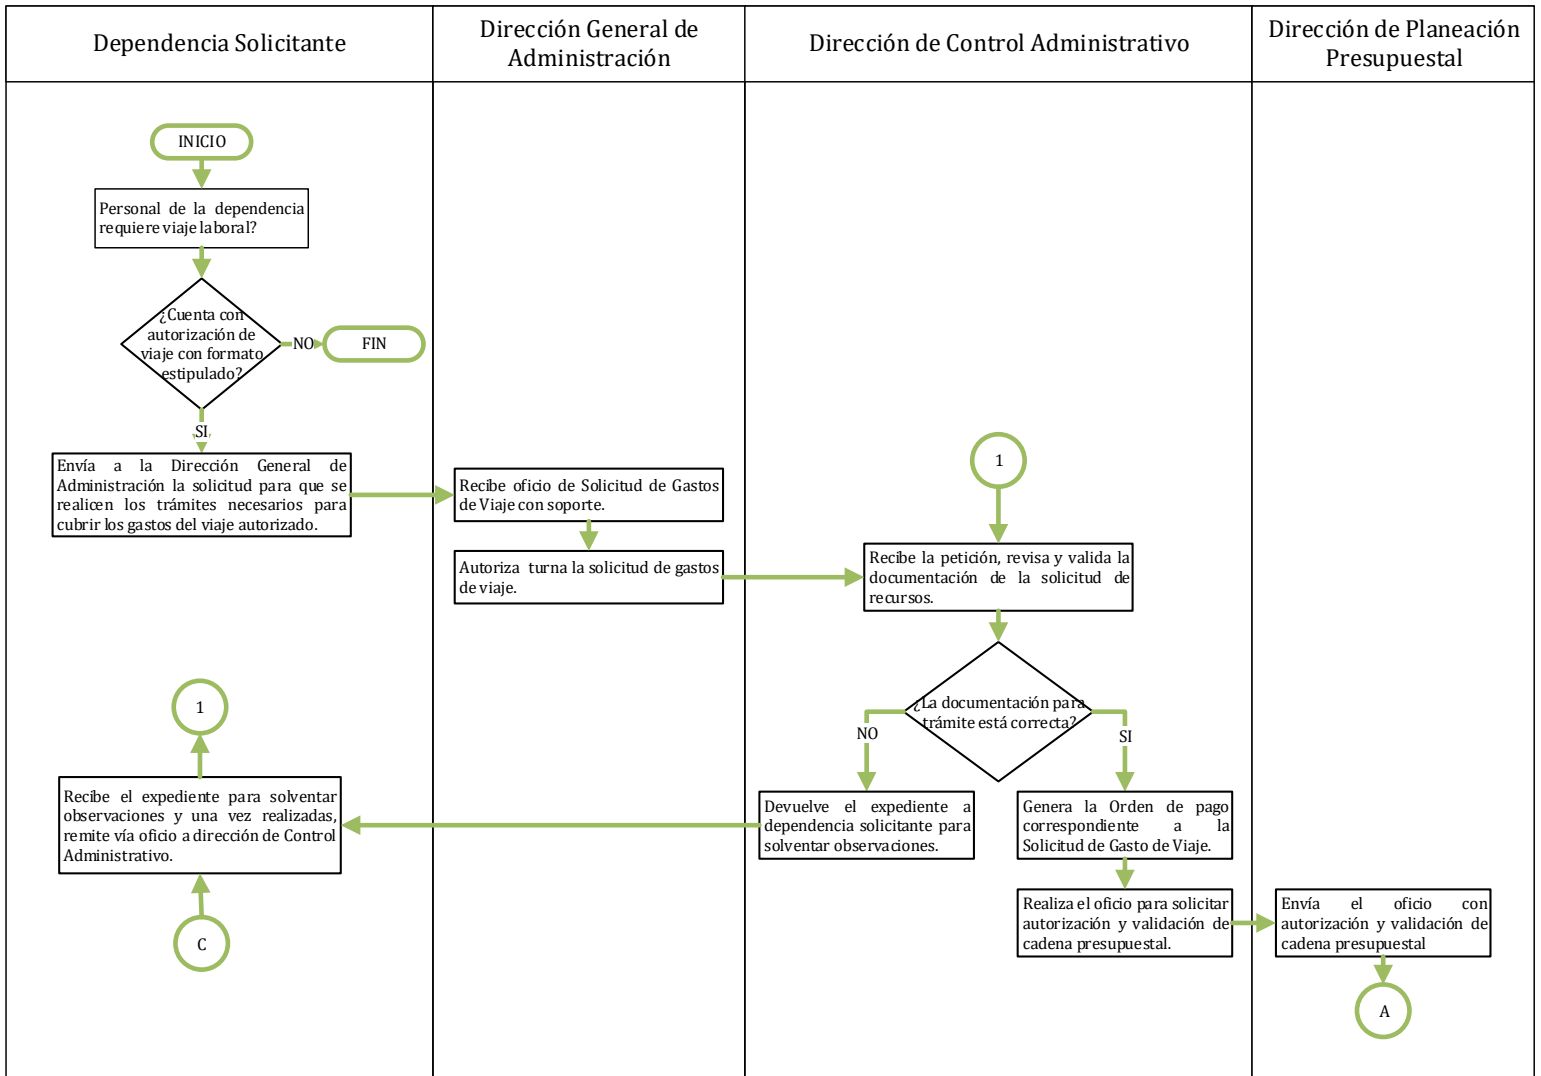 Dependencia Solicitante
Dirección General de
Administración
Dirección de Control Administrativo
Dirección de Planeación
Presupuestal
INICIO
Personal de la dependencia
requiere viaje laboral?
¿Cuenta con
autorización de
viaje con formato
estipulado?
NO
FIN
SI
Envía a la Dirección General de
Administración la solicitud para que se
realicen los trámites necesarios para
cubrir los gastos del viaje autorizado.
Recibe oficio de Solicitud de Gastos
de Viaje con soporte.
Autoriza turna la solicitud de gastos
de viaje.
1
Recibe la petición, revisa y valida la
documentación de la solicitud de
recursos.
¿La documentación para
trámite está correcta?
NO
SI
Devuelve el expediente a
dependencia solicitante para
solventar observaciones.
Genera la Orden de pago
correspondiente a la
Solicitud de Gasto de Viaje.
1
Recibe el expediente para solventar
observaciones y una vez realizadas,
remite vía oficio a dirección de Control
Administrativo.
C
Realiza el oficio para solicitar
autorización y validación de
cadena presupuestal.
Envía el oficio con
autorización y validación de
cadena presupuestal
A